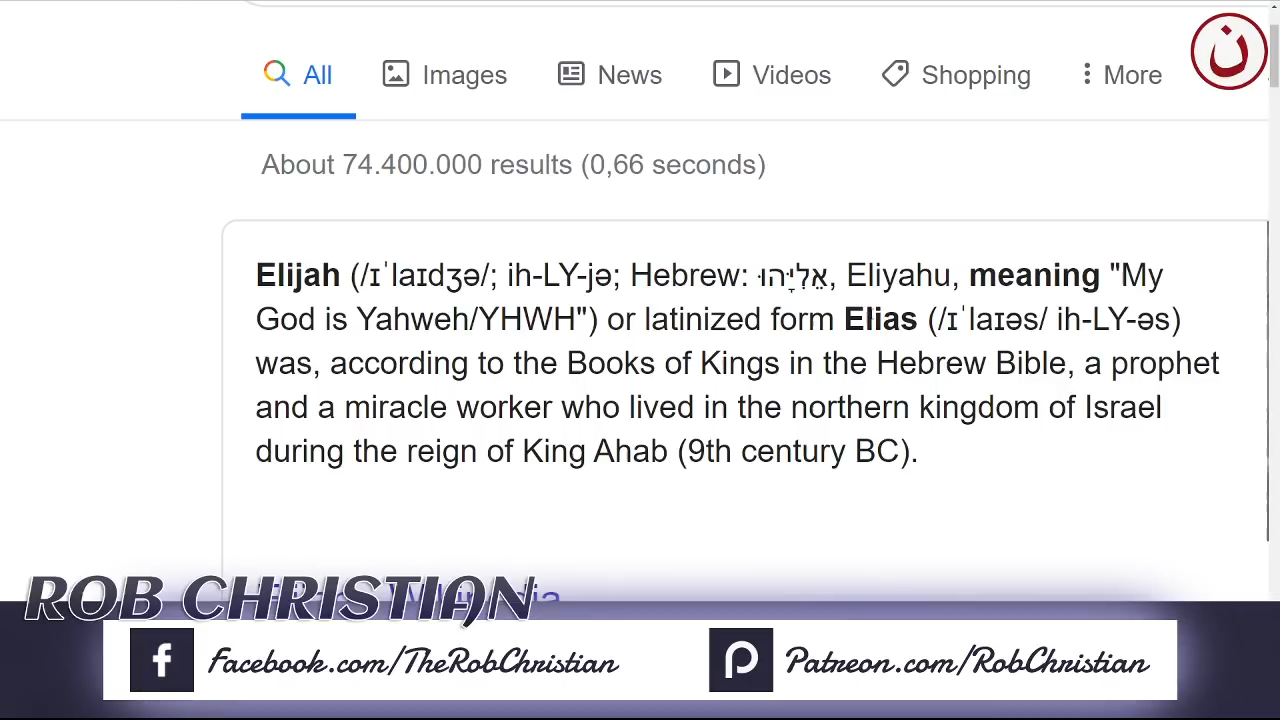 ن
All Images News Videos Shopping More
About 74.400.000 results (0,66 seconds)
Elijah (/ɪˈlaɪdʒə/; ih-LY-jə; Hebrew: אֵלִיָּהוּ, Eliyahu, meaning "My
God is Yahweh/YHWH") or latinized form Elias (/ɪˈlaɪəs/ ih-LY-əs)
was, according to the Books of Kings in the Hebrew Bible, a prophet
and a miracle worker who lived in the northern kingdom of Israel
during the reign of King Ahab (9th century BC).
ROB CHRISTIAN
Facebook.com/TheRobChristian
Patreon.com/RobChristian